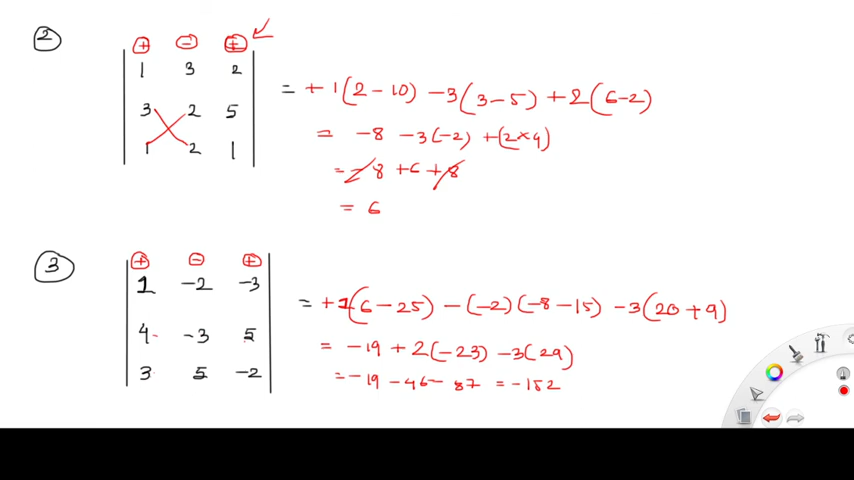 2
+ - +
1 3 2
3 2 5
1 2 1
= +1(2-10) -3(3-5) +2(6-2)
= -8 -3(-2) +(2×4)
= -8 +6 +8
= 6
3
+ - +
1 -2 -3
4 -3 5
3 5 -2
= +1(6-25) -(-2)(-8-15) -3(20+9)
= -19 +2(-23) -3(29)
= -19 -46 -87 = -152